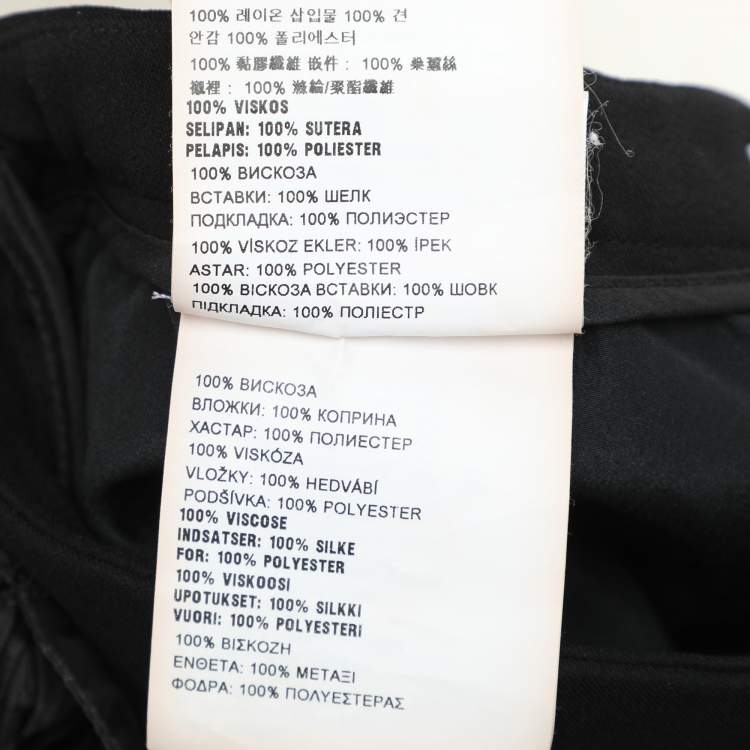 100% 레이온 삽입물 100% 견
안감 100% 폴리에스터
100% 黏膠纖維 嵌件： 100% 桑蠶絲
襯裡： 100% 滌綸/聚酯纖維
100% VISKOS
SELIPAN: 100% SUTERA
PELAPIS: 100% POLIESTER
100% ВИСКОЗА
ВСТАВКИ: 100% ШЕЛК
ПОДКЛАДКА: 100% ПОЛИЭСТЕР
100% VİSKOZ EKLER: 100% İPEK
ASTAR: 100% POLYESTER
100% ВІСКОЗА ВСТАВКИ: 100% ШОВК
ПІДКЛАДКА: 100% ПОЛІЕСТР
100% ВИСКОЗА
ВЛОЖКИ: 100% КОПРИНА
ХАСТАР: 100% ПОЛИЕСТЕР
100% VISKÓZA
VLOŽKY: 100% HEDVÁBÍ
PODŠÍVKA: 100% POLYESTER
100% VISCOSE
INDSATSER: 100% SILKE
FOR: 100% POLYESTER
100% VISKOOSI
UPOTUKSET: 100% SILKKI
VUORI: 100% POLYESTERI
100% ΒΙΣΚΟΖΗ
ΕΝΘΕΤΑ: 100% ΜΕΤΑΞΙ
ΦΟΔΡΑ: 100% ΠΟΛΥΕΣΤΕΡΑΣ